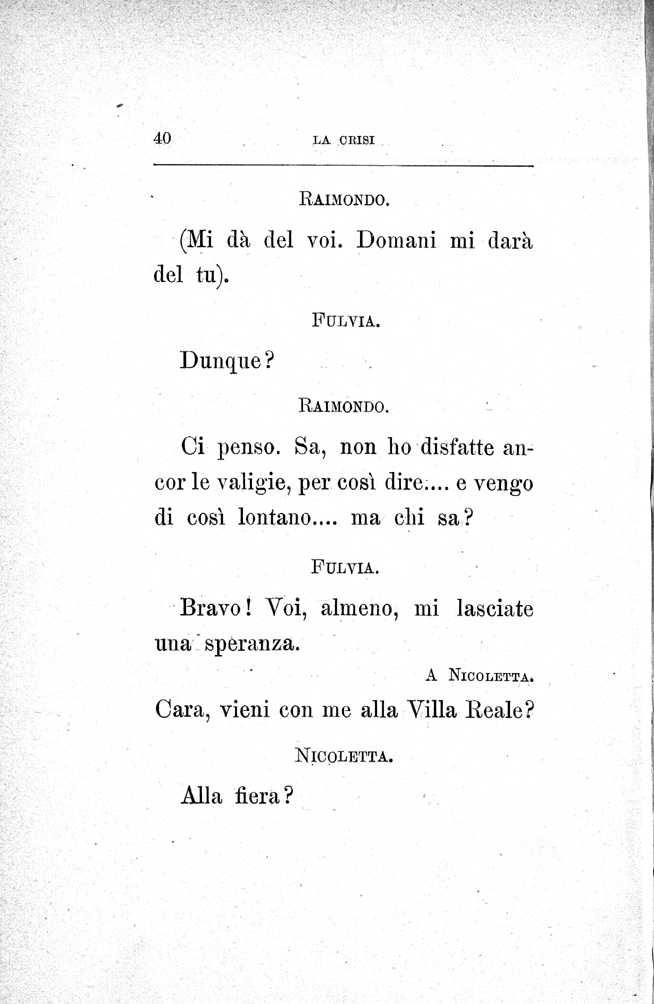 40 LA CRISI
RAIMONDO.
(Mi dà del voi. Domani mi darà
del tu).
FULVIA.
Dunque?
RAIMONDO.
Ci penso. Sa, non ho disfatte an-
cor le valigie, per così dire.... e vengo
di così lontano.... ma chi sa?
FULVIA.
Bravo! Voi, almeno, mi lasciate
una speranza.
A NICOLETTA.
Cara, vieni con me alla Villa Reale?
NICOLETTA.
Alla fiera?